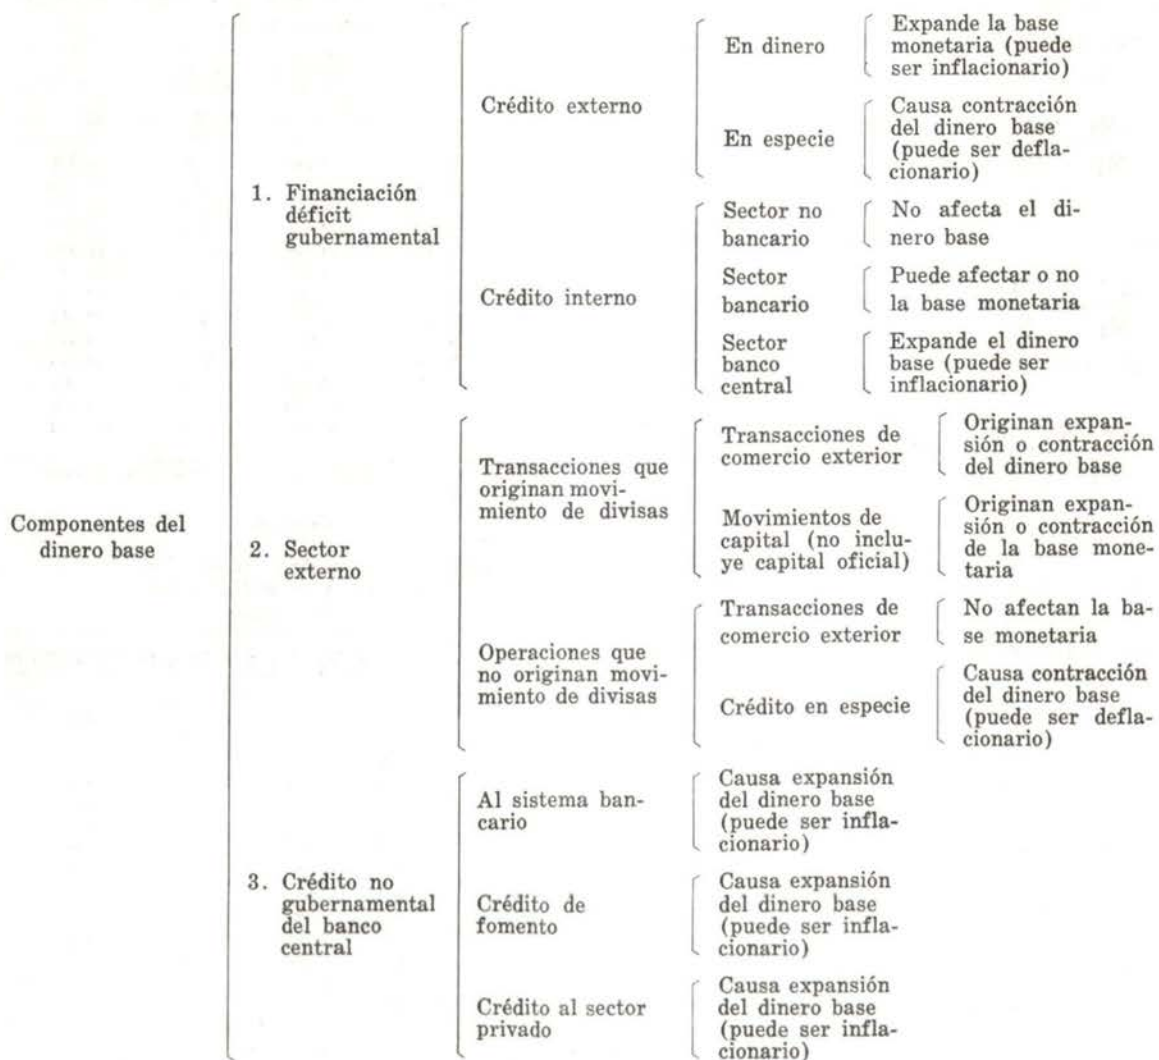 Componentes del
dinero base
1. Financiación
déficit
gubernamental
Crédito externo
En dinero
Expande la base
monetaria (puede
ser inflacionario)
En especie
Causa contracción
del dinero base
(puede ser defla-
cionario)
Crédito interno
Sector no
bancario
No afecta el di-
nero base
Sector
bancario
Puede afectar o no
la base monetaria
Sector
banco
central
Expande el dinero
base (puede ser
inflacionario)
2. Sector
externo
Transacciones que
originan movi-
miento de divisas
Transacciones de
comercio exterior
Originan expan-
sión o contracción
del dinero base
Movimientos de
capital (no inclu-
ye capital oficial)
Originan expan-
sión o contracción
de la base mone-
taria
Operaciones que
no originan movi-
miento de divisas
Transacciones de
comercio exterior
No afectan la ba-
se monetaria
Crédito en especie
Causa contracción
del dinero base
(puede ser defla-
cionario)
3. Crédito no
gubernamental
del banco
central
Al sistema ban-
cario
Causa expansión
del dinero base
(puede ser infla-
cionario)
Crédito de
fomento
Causa expansión
del dinero base
(puede ser infla-
cionario)
Crédito al sector
privado
Causa expansión
del dinero base
(puede ser infla-
cionario)